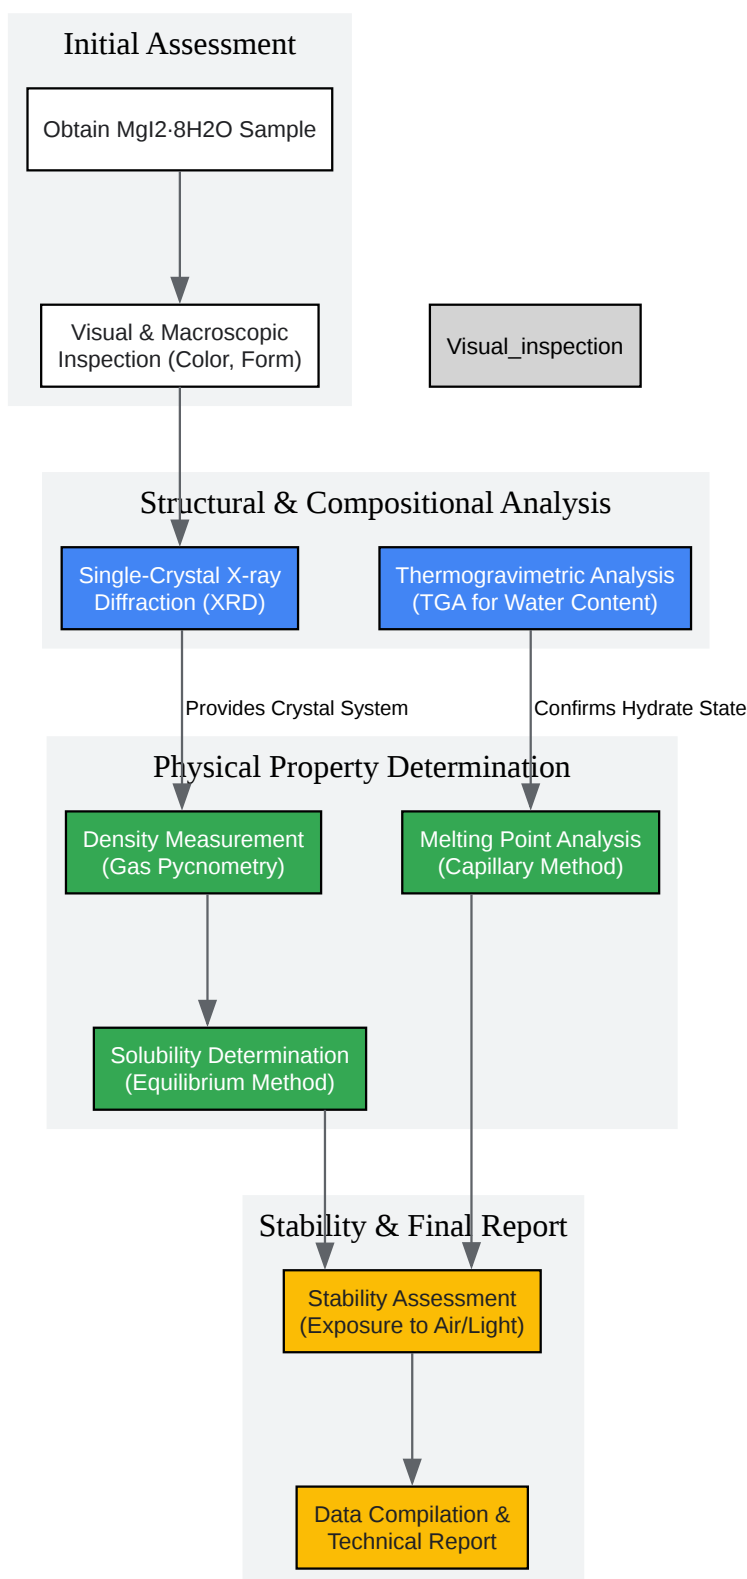 Initial Assessment
Obtain MgI2·8H2O Sample
Visual & Macroscopic
Inspection (Color, Form)
Visual_inspection
Structural & Compositional Analysis
Single-Crystal X-ray
Diffraction (XRD)
Thermogravimetric Analysis
(TGA for Water Content)
Provides Crystal System
Confirms Hydrate State
Physical Property Determination
Density Measurement
(Gas Pycnometry)
Melting Point Analysis
(Capillary Method)
Solubility Determination
(Equilibrium Method)
Stability & Final Report
Stability Assessment
(Exposure to Air/Light)
Data Compilation &
Technical Report